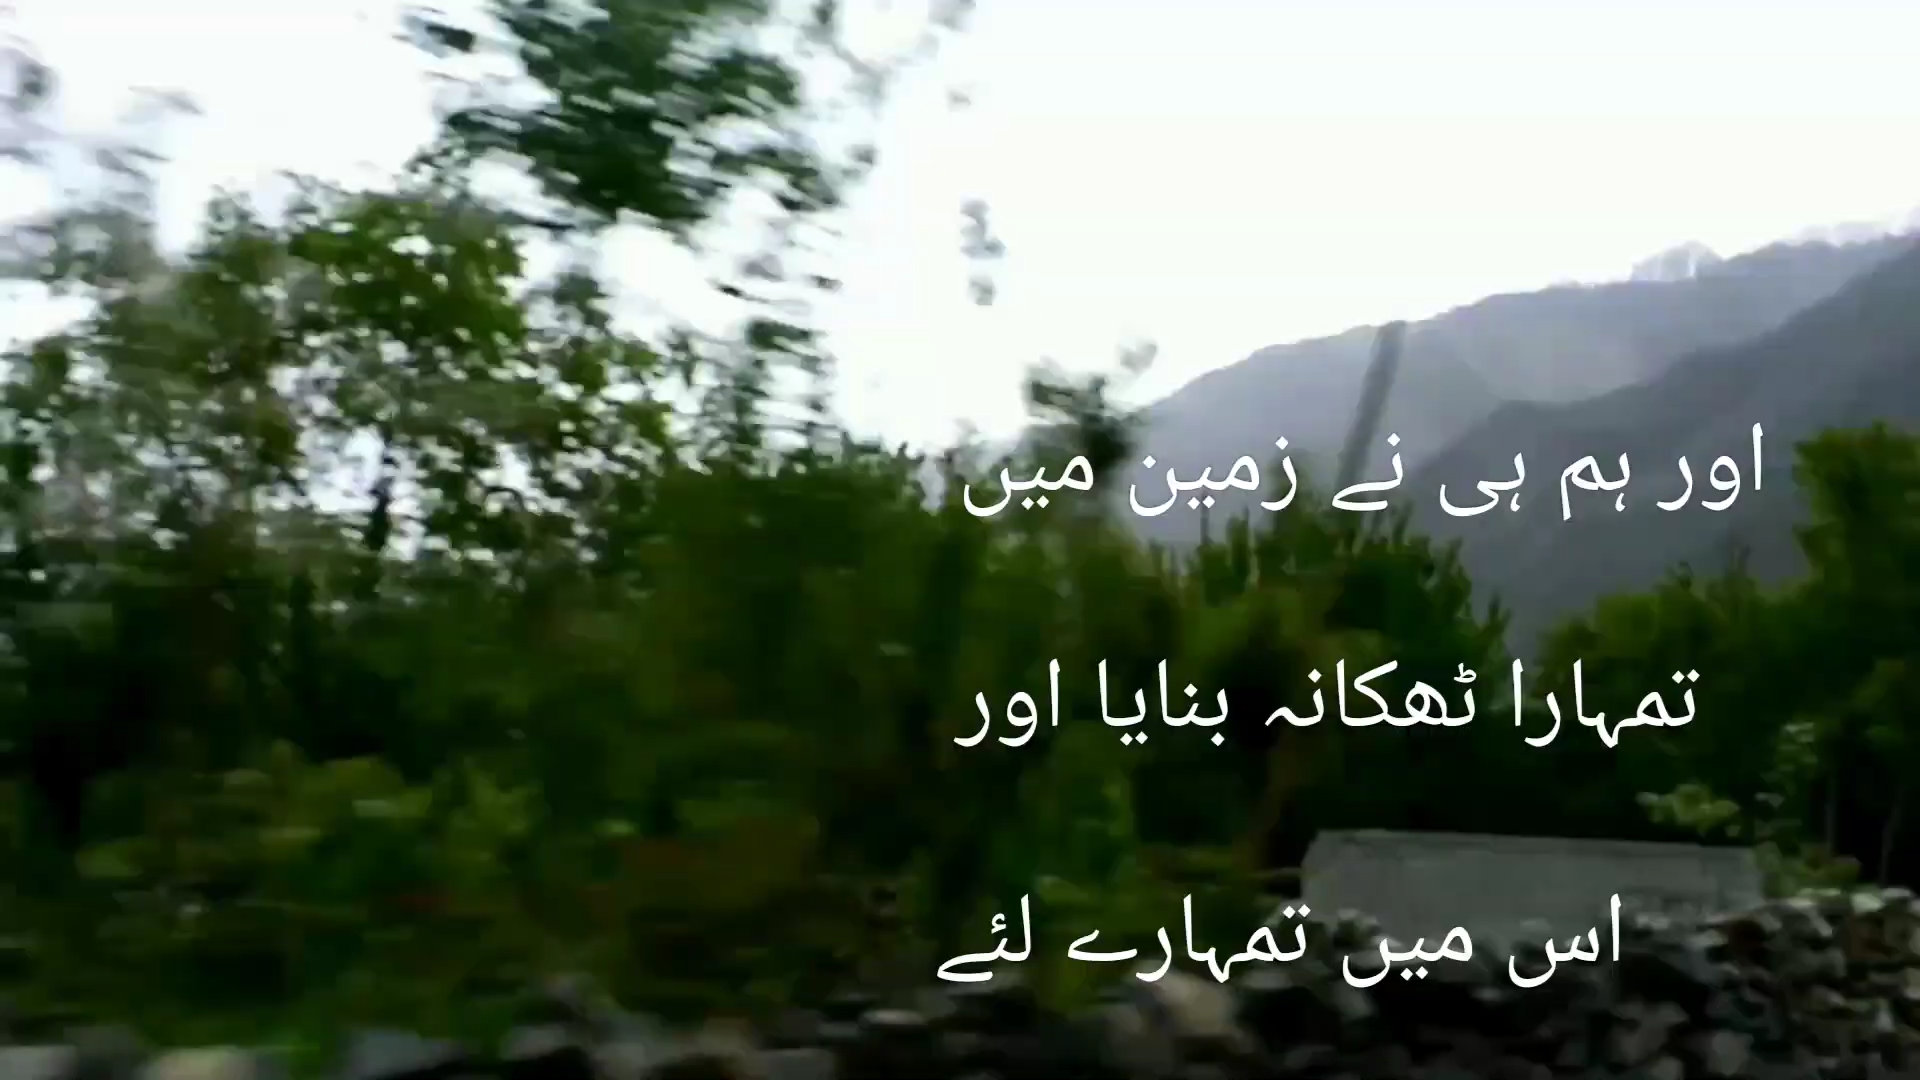 اور ہم ہی نے زمین میں
تمہارا ٹھکانہ بنایا اور
اس میں تمہارے لئے